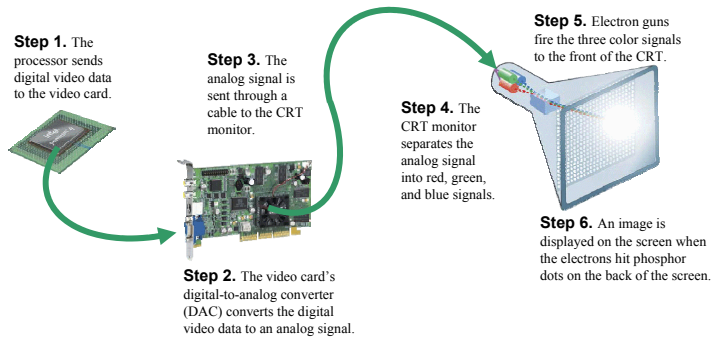 Step 1. The
processor sends
digital video data
to the video card.
Step 2. The video card's
digital-to-analog converter
(DAC) converts the digital
video data to an analog signal.
Step 3. The
analog signal is
sent through a
cable to the CRT
monitor.
Step 4. The
CRT monitor
separates the
analog signal
into red, green,
and blue signals.
Step 5. Electron guns
fire the three color signals
to the front of the CRT.
Step 6. An image is
displayed on the screen when
the electrons hit phosphor
dots on the back of the screen.